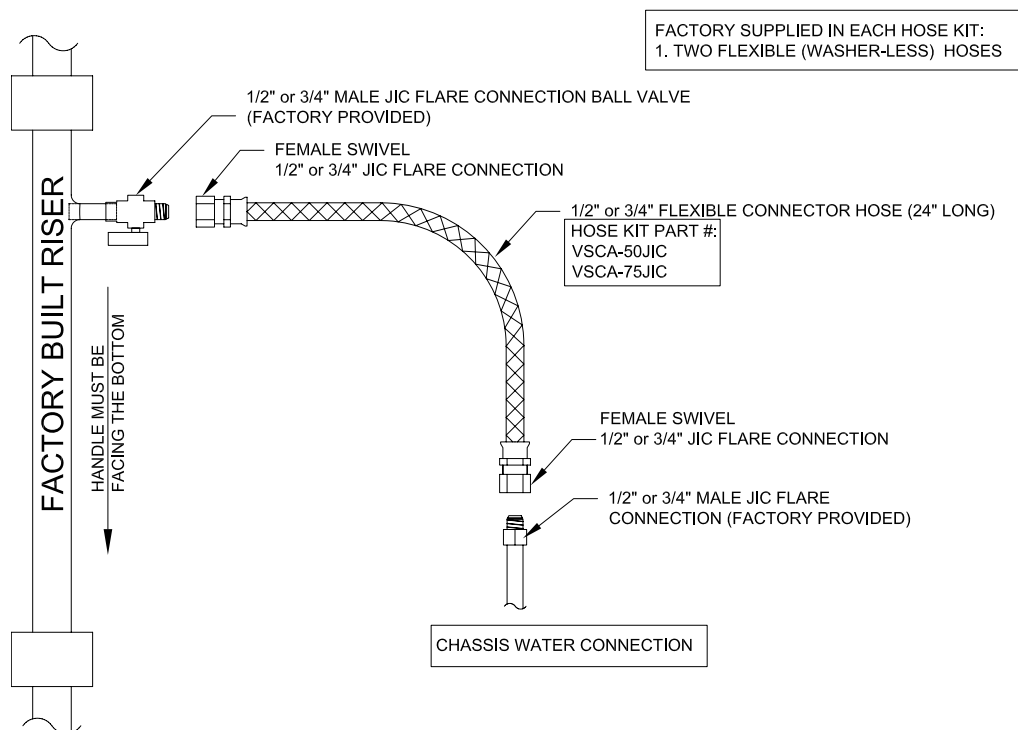 FACTORY SUPPLIED IN EACH HOSE KIT:
1. TWO FLEXIBLE (WASHER-LESS) HOSES
1/2" or 3/4" MALE JIC FLARE CONNECTION BALL VALVE
(FACTORY PROVIDED)
FEMALE SWIVEL
1/2" or 3/4" JIC FLARE CONNECTION
1/2" or 3/4" FLEXIBLE CONNECTOR HOSE (24" LONG)
HOSE KIT PART #:
VSCA-50JIC
VSCA-75JIC
FACTORY BUILT RISER
HANDLE MUST BE
FACING THE BOTTOM
FEMALE SWIVEL
1/2" or 3/4" JIC FLARE CONNECTION
1/2" or 3/4" MALE JIC FLARE
CONNECTION (FACTORY PROVIDED)
CHASSIS WATER CONNECTION